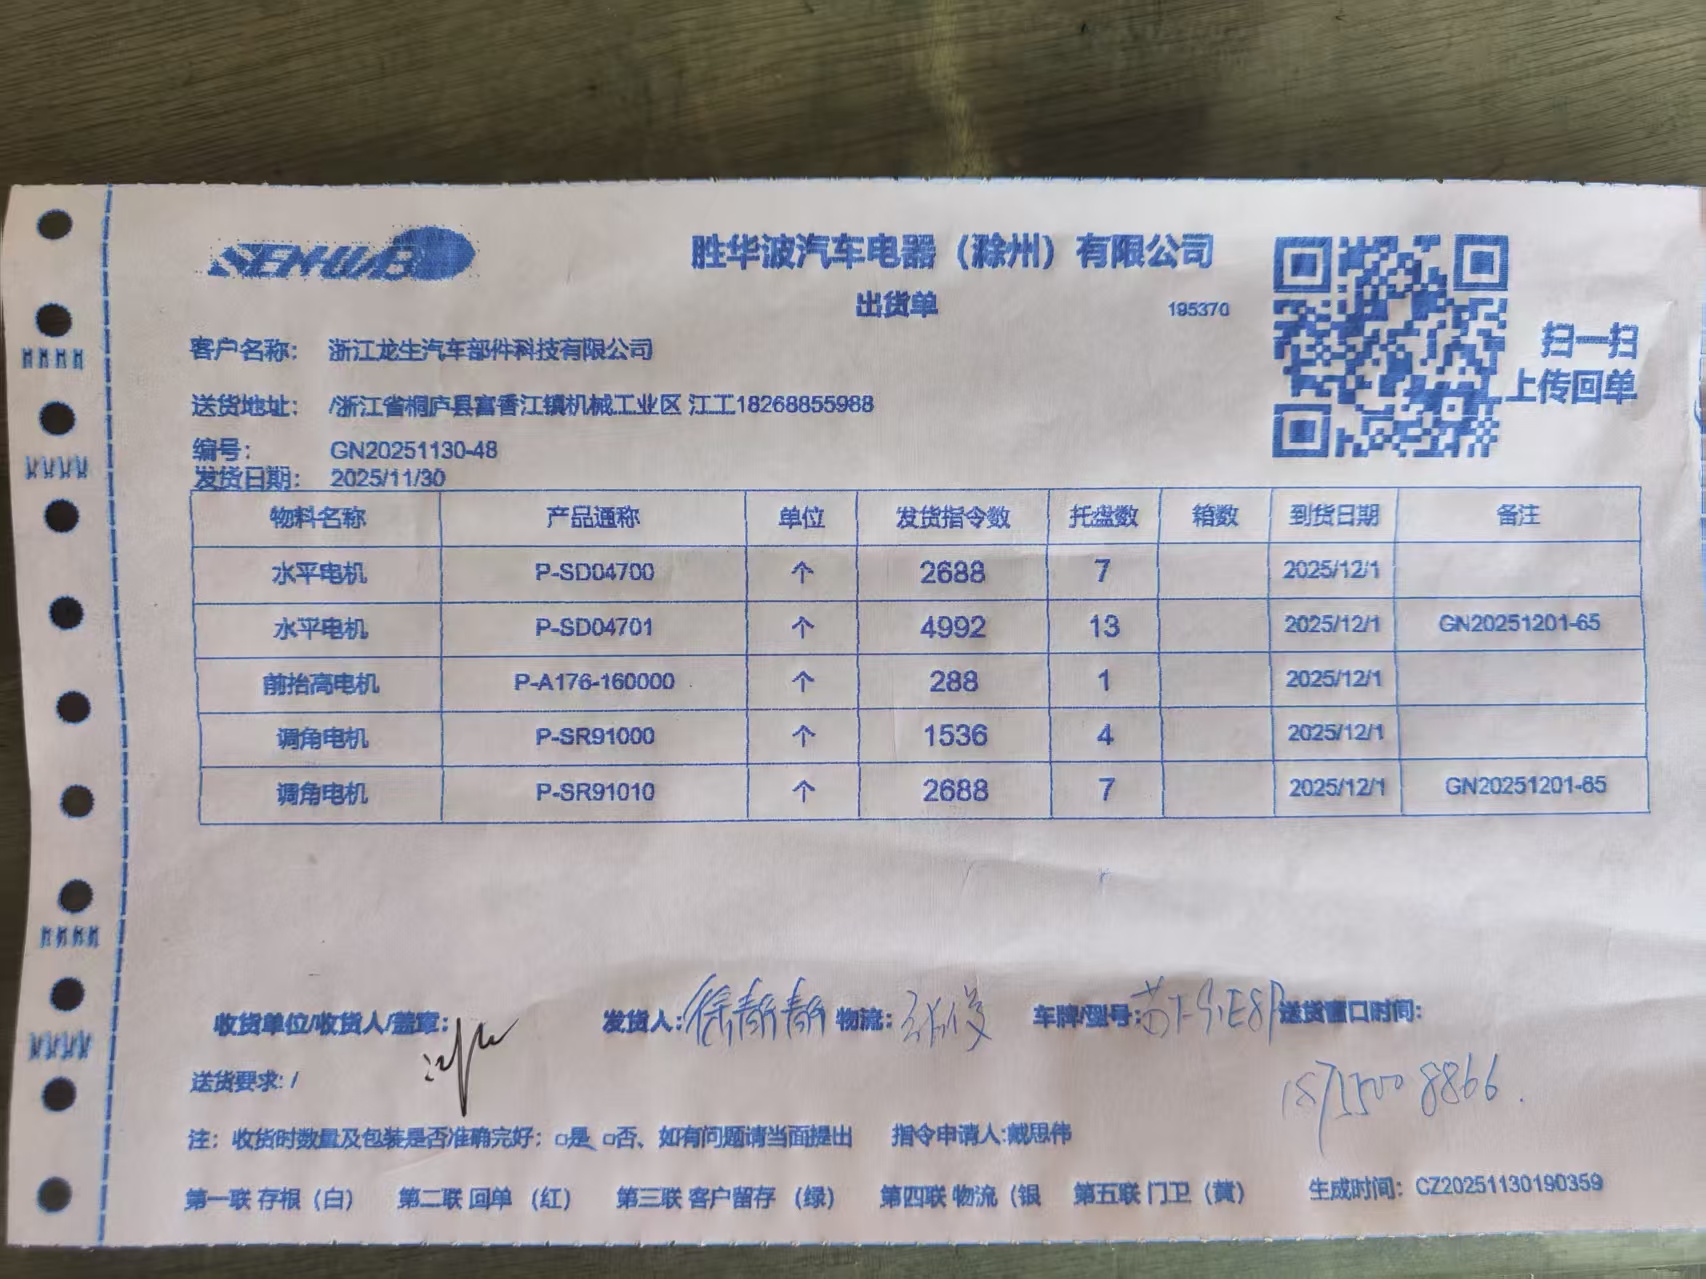 SHENGHUABO
胜华波汽车电器（滁州）有限公司
出货单
195370
扫一扫
上传回单
客户名称： 浙江龙生汽车部件科技有限公司
送货地址： /浙江省桐庐县富香江镇机械工业区 江工18268855988
编号： GN20251130-48
发货日期： 2025/11/30
物料名称 产品通称 单位 发货指令数 托盘数 箱数 到货日期 备注
水平电机 P-SD04700 个 2688 7 2025/12/1
水平电机 P-SD04701 个 4992 13 2025/12/1 GN20251201-65
前抬高电机 P-A176-160000 个 288 1 2025/12/1
调角电机 P-SR91000 个 1536 4 2025/12/1
调角电机 P-SR91010 个 2688 7 2025/12/1 GN20251201-65
收货单位/收货人/盖章： 发货人：徐静静 物流：张俊 车牌/型号： 送货窗口时间：
送货要求：/
注： 收货时数量及包装是否准确完好：□是 □否、如有问题请当面提出 指令申请人:戴思伟
第一联 存根（白） 第二联 回单 （红） 第三联 客户留存 （绿） 第四联 物流（银 第五联 门卫（黄） 生成时间： CZ20251130190359